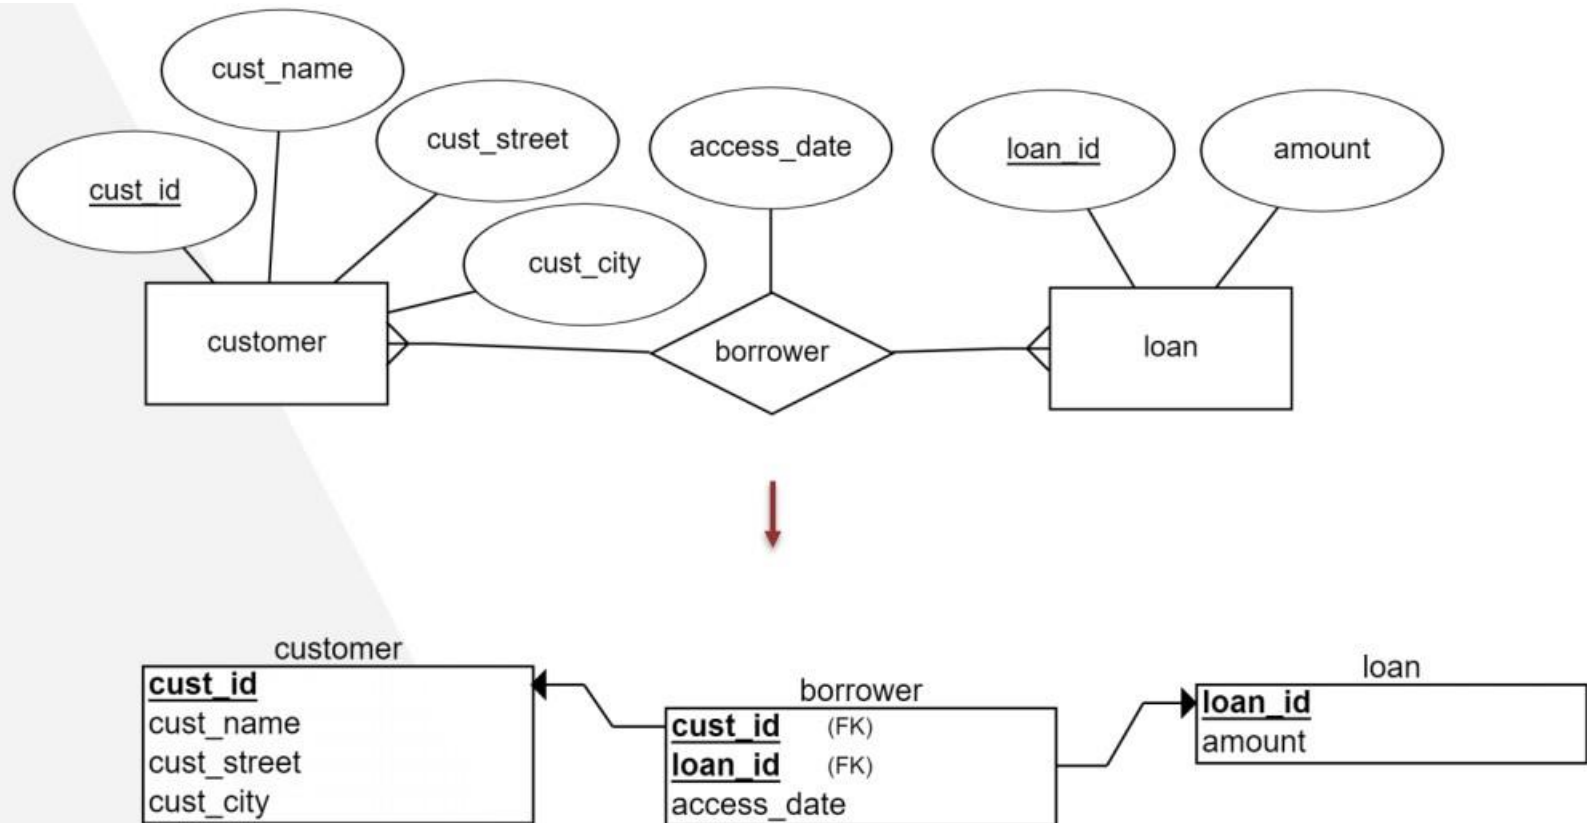 cust_name
cust_street
cust_id
cust_city
access_date
loan_id
amount
customer
borrower
loan
customer
cust_id
cust_name
cust_street
cust_city
borrower
cust_id (FK)
loan_id (FK)
access_date
loan
loan_id
amount